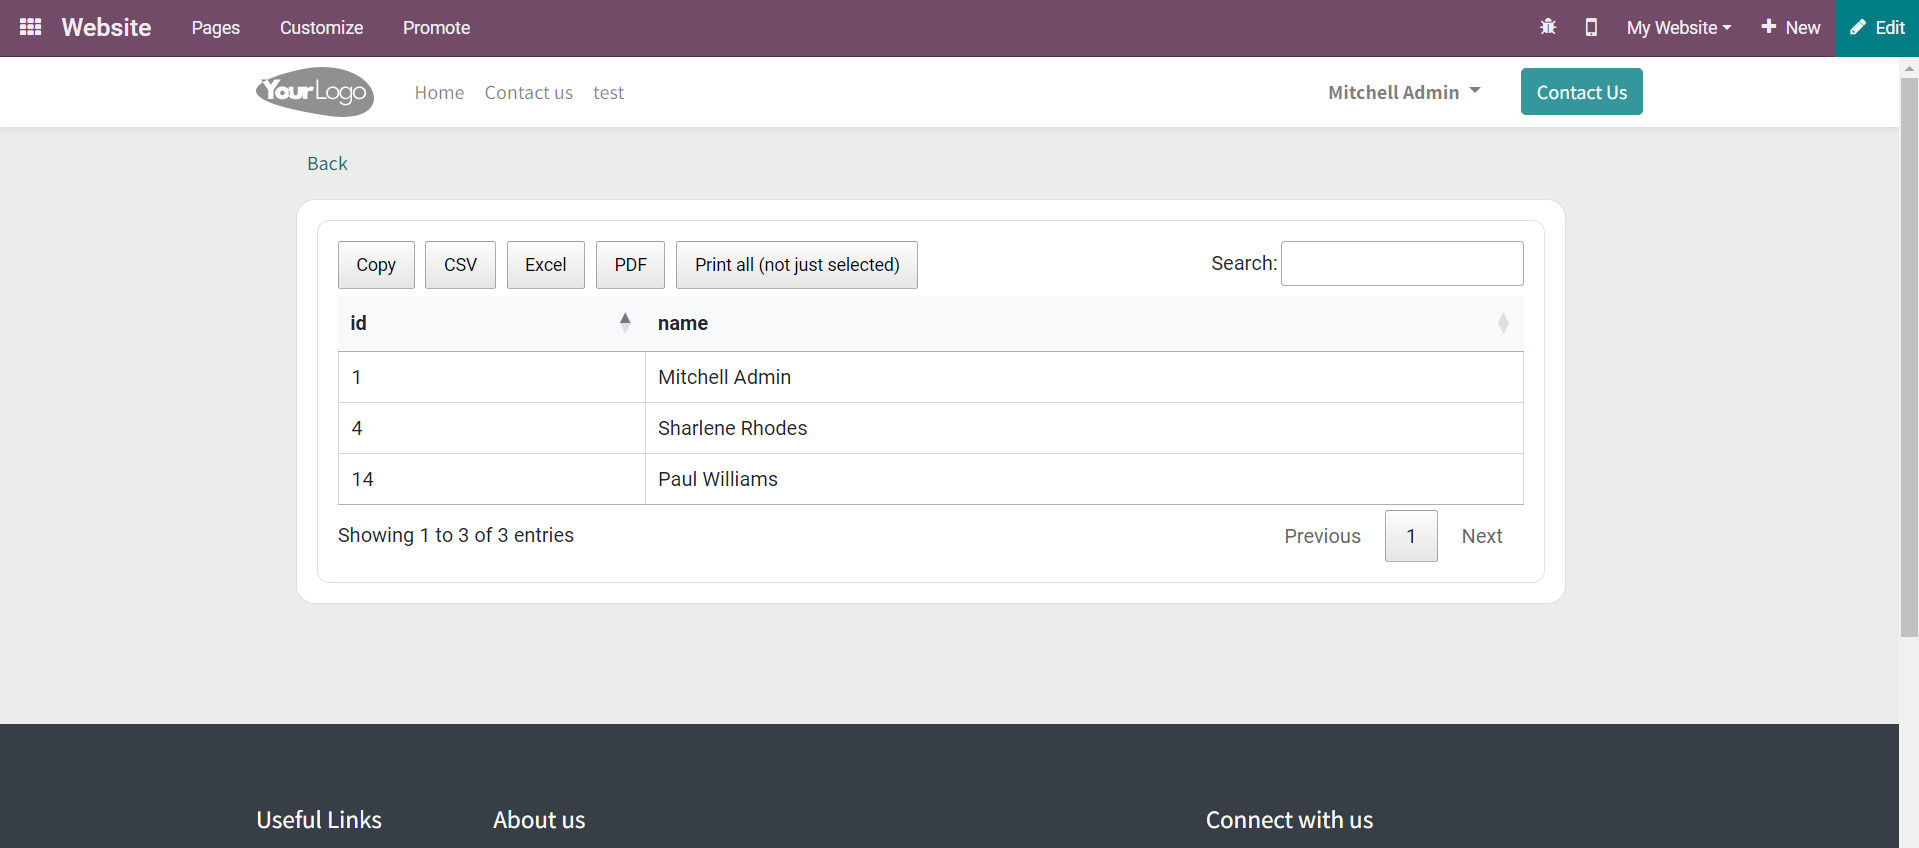 Website Pages Customize Promote My Website New Edit
YourLogo Home Contact us test Mitchell Admin Contact Us
Back
Copy CSV Excel PDF Print all (not just selected) Search:
id name
1 Mitchell Admin
4 Sharlene Rhodes
14 Paul Williams
Showing 1 to 3 of 3 entries Previous 1 Next
Useful Links About us Connect with us